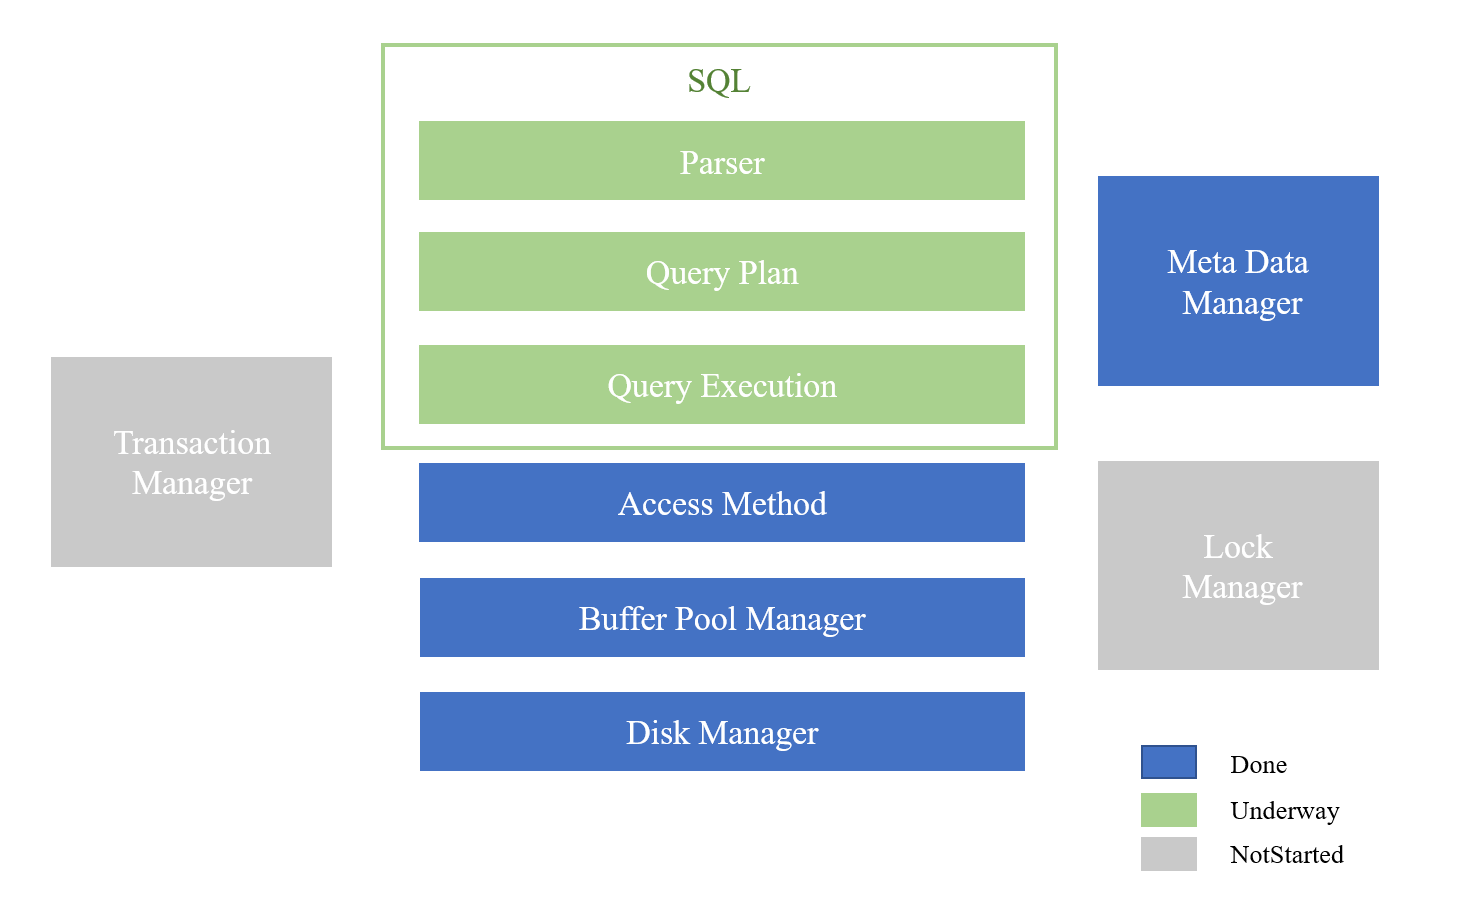 SQL
Parser
Query Plan
Query Execution
Access Method
Buffer Pool Manager
Disk Manager
Transaction
Manager
Meta Data
Manager
Lock
Manager
Done
Underway
NotStarted